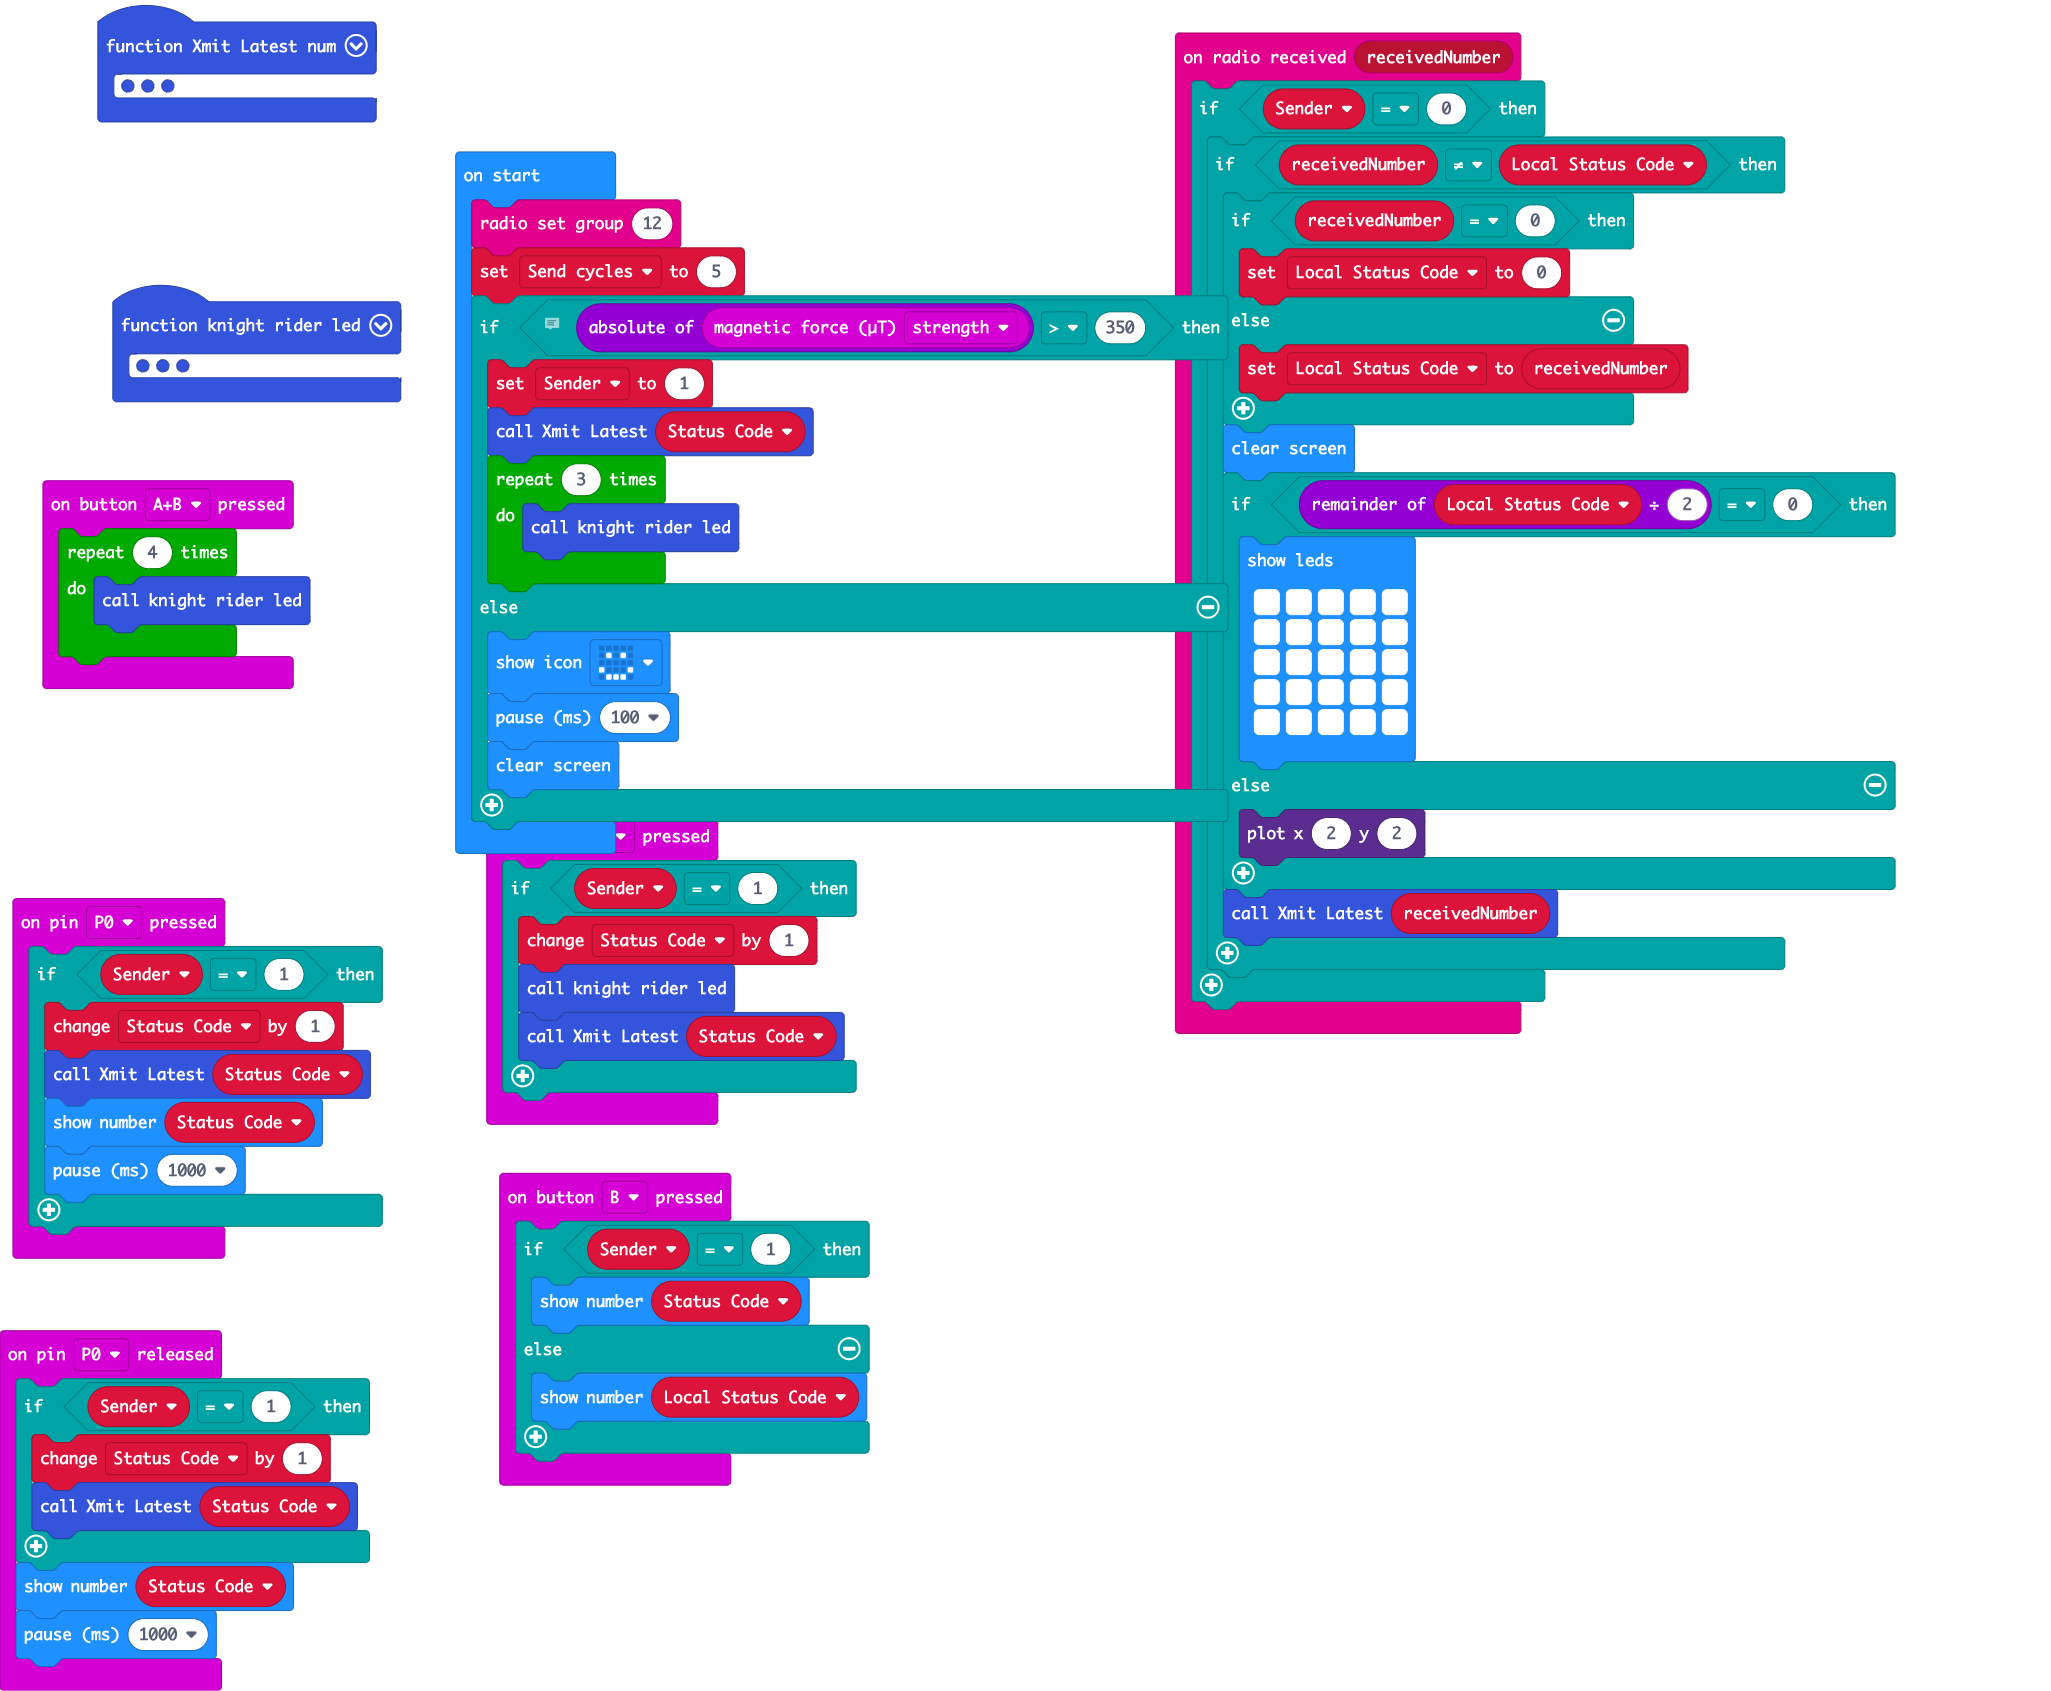 function Xmit Latest num
function knight rider led
on button A+B pressed
repeat 4 times
do call knight rider led
on pin P0 pressed
if Sender = 1 then
change Status Code by 1
call Xmit Latest Status Code
show number Status Code
pause (ms) 1000
on pin P0 released
if Sender = 1 then
change Status Code by 1
call Xmit Latest Status Code
show number Status Code
pause (ms) 1000
on start
radio set group 12
set Send cycles to 5
if absolute of magnetic force (µT) strength > 350 then
set Sender to 1
call Xmit Latest Status Code
repeat 3 times
do call knight rider led
else
show icon
pause (ms) 100
clear screen
pressed
if Sender = 1 then
change Status Code by 1
call knight rider led
call Xmit Latest Status Code
on button B pressed
if Sender = 1 then
show number Status Code
else
show number Local Status Code
on radio received receivedNumber
if Sender = 0 then
if receivedNumber ≠ Local Status Code then
if receivedNumber = 0 then
set Local Status Code to 0
else
set Local Status Code to receivedNumber
clear screen
if remainder of Local Status Code ÷ 2 = 0 then
show leds
else
plot x 2 y 2
call Xmit Latest receivedNumber